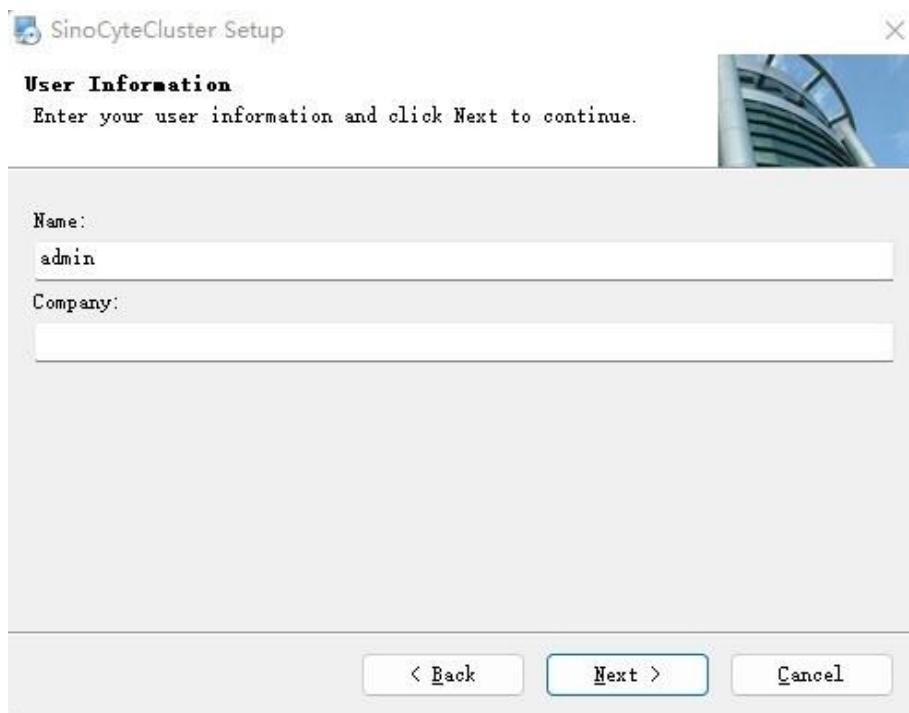 SinoCyteCluster Setup
User Information
Enter your user information and click Next to continue.
Name:
admin
Company:
< Back
Next >
Cancel